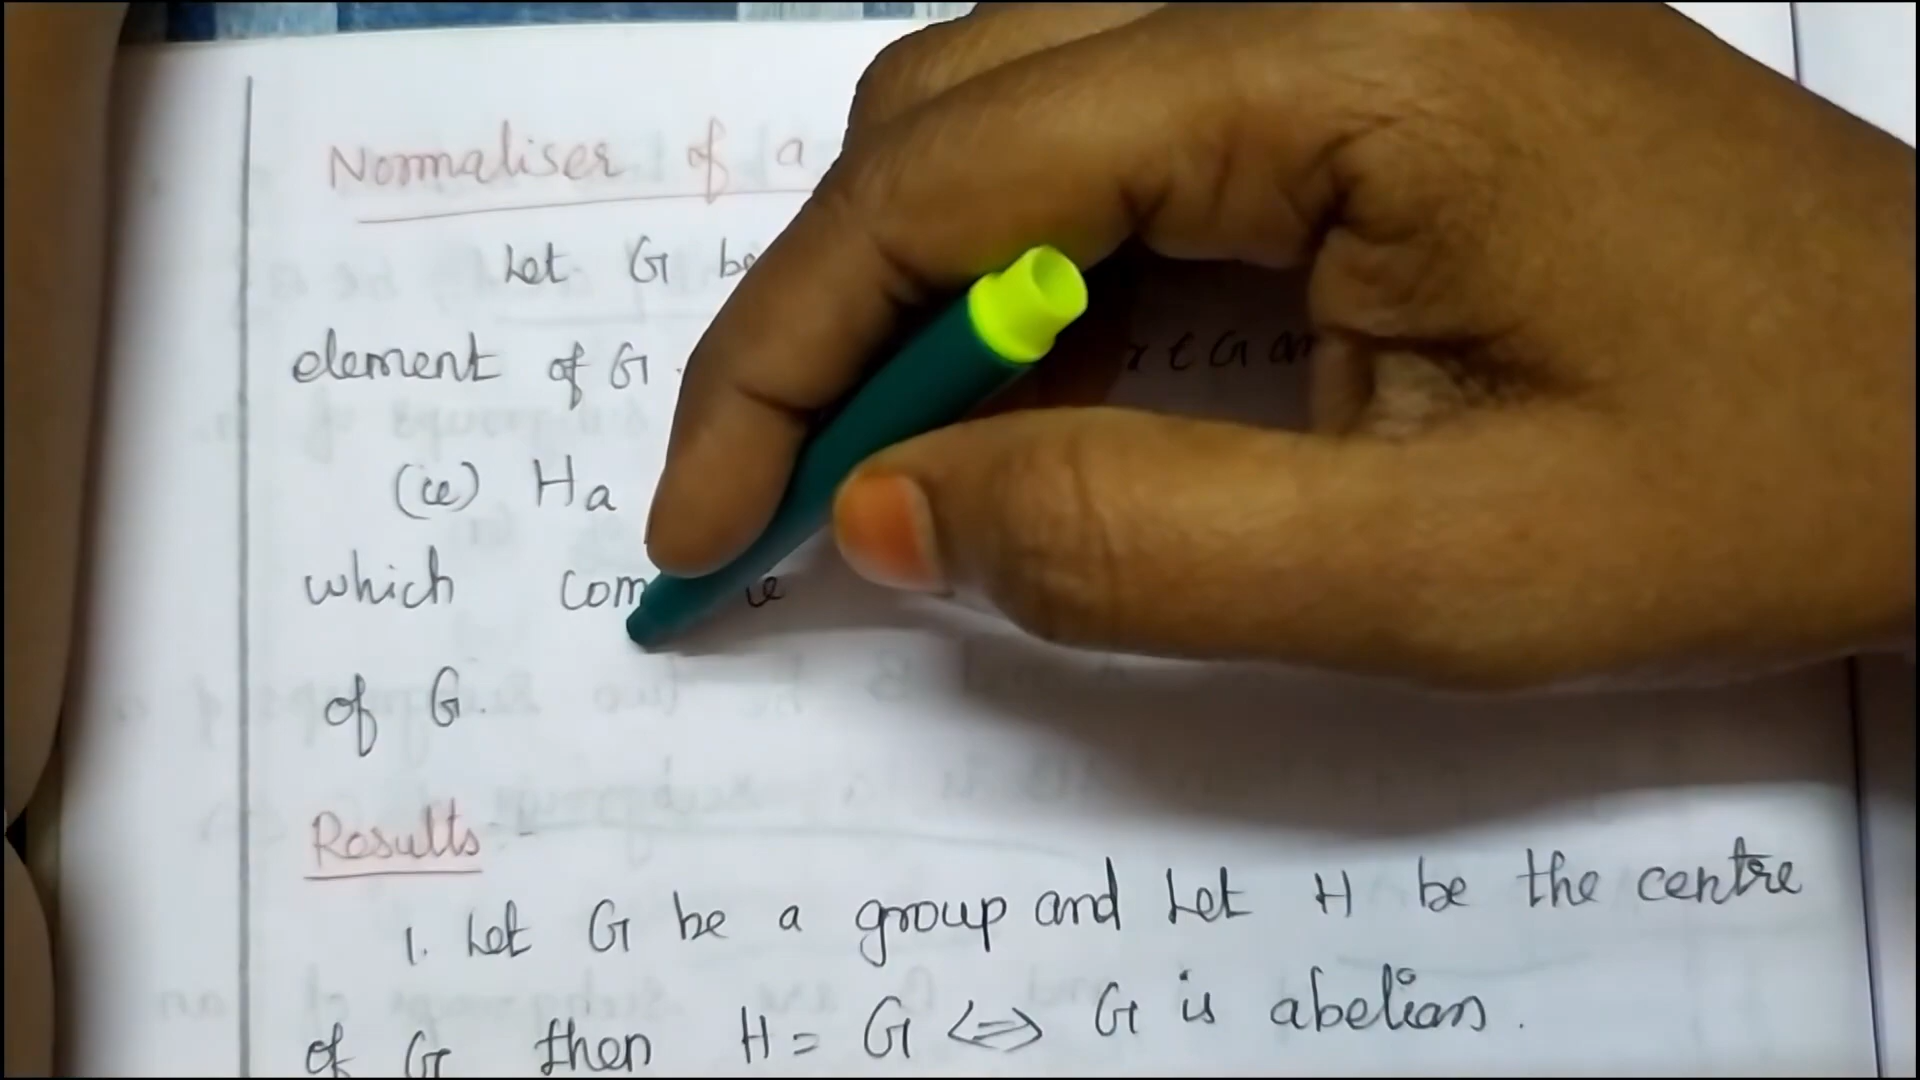 Normaliser of a
Let G be
element of G.
(ie) Ha
which com
of G.
Results :-
1. Let G be a group and Let H be the centre
of G then H = G <=> G is abelian.